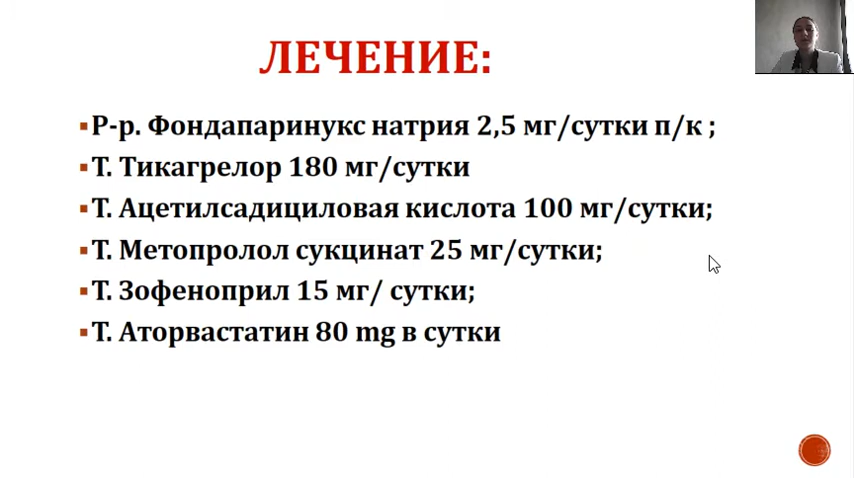 ЛЕЧЕНИЕ:
Р-р. Фондапаринукс натрия 2,5 мг/сутки п/к ;
Т. Тикагрелор 180 мг/сутки
Т. Ацетилсадициловая кислота 100 мг/сутки;
Т. Метопролол сукцинат 25 мг/сутки;
Т. Зофеноприл 15 мг/ сутки;
Т. Аторвастатин 80 mg в сутки